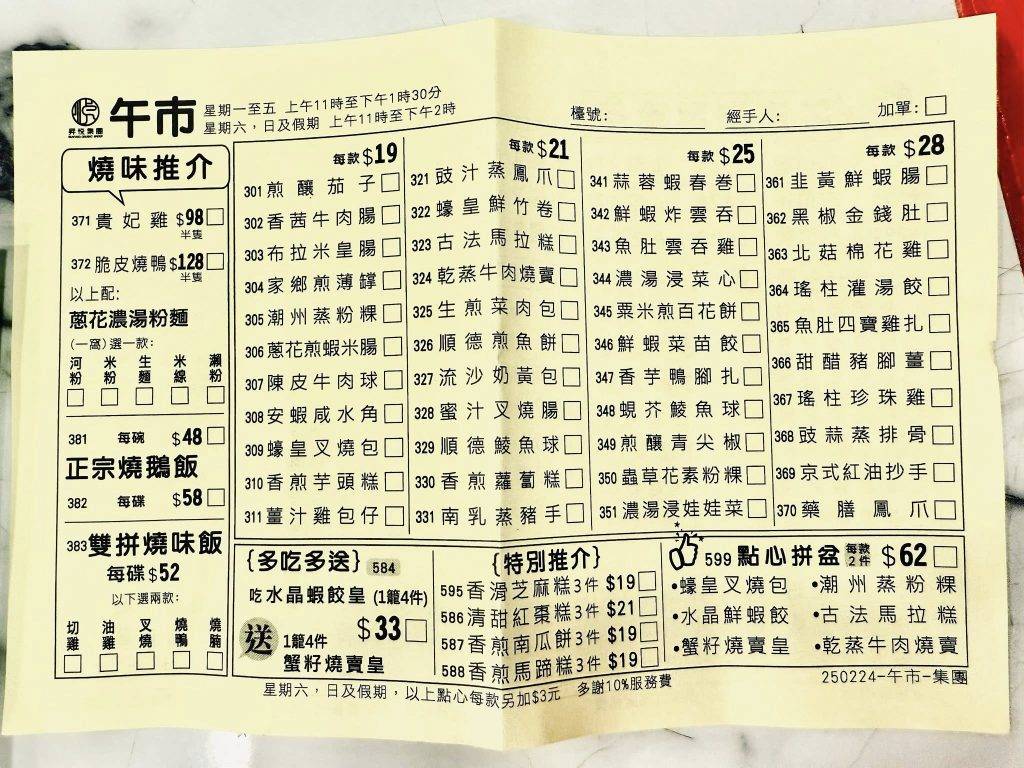 昇悅集團
午市
星期一至五 上午11時至下午1時30分
星期六，日及假期 上午11時至下午2時
檯號：
經手人：
加單：
燒味推介
371 貴妃雞 $98
半隻
372 脆皮燒鴨 $128
半隻
以上配：
蔥花濃湯粉麵
(一窩)選一款：
河粉 米粉 生麵 米線 瀨粉
381 每碗 $48
正宗燒鵝飯
382 每碟 $58
383 雙拼燒味飯
每碟 $52
以下選兩款：
切雞 油雞 叉燒 燒鴨 燒腩
每款 $19
301 煎釀茄子
302 香茜牛肉腸
303 布拉米皇腸
304 家鄉煎薄罉
305 潮州蒸粉粿
306 蔥花煎蝦米腸
307 陳皮牛肉球
308 安蝦咸水角
309 蠔皇叉燒包
310 香煎芋頭糕
311 薑汁雞包仔
每款 $21
321 豉汁蒸鳳爪
322 蠔皇鮮竹卷
323 古法馬拉糕
324 乾蒸牛肉燒賣
325 生煎菜肉包
326 順德煎魚餅
327 流沙奶黃包
328 蜜汁叉燒腸
329 順德鯪魚球
330 香煎蘿蔔糕
331 南乳蒸豬手
每款 $25
341 蒜蓉蝦春卷
342 鮮蝦炸雲吞
343 魚肚雲吞雞
344 濃湯浸菜心
345 粟米煎百花餅
346 鮮蝦菜苗餃
347 香芋鴨腳扎
348 蜆芥鯪魚球
349 煎釀青尖椒
350 蟲草花素粉粿
351 濃湯浸娃娃菜
每款 $28
361 韭黃鮮蝦腸
362 黑椒金錢肚
363 北菇棉花雞
364 瑤柱灌湯餃
365 魚肚四寶雞扎
366 甜醋豬腳薑
367 瑤柱珍珠雞
368 豉蒜蒸排骨
369 京式紅油抄手
370 藥膳鳳爪
{多吃多送} 584
吃 水晶蝦餃皇 (1籠4件)
送 1籠4件 $33
蟹籽燒賣皇
{特別推介}
595 香滑芝麻糕 3件 $19
586 清甜紅棗糕 3件 $21
587 香煎南瓜餅 3件 $19
588 香煎馬蹄糕 3件 $19
599 點心拼盆 每款2件 $62
•蠔皇叉燒包 •潮州蒸粉粿
•水晶鮮蝦餃 •古法馬拉糕
•蟹籽燒賣皇 •乾蒸牛肉燒賣
星期六，日及假期，以上點心每款另加$3元 多謝10%服務費
250224-午市-集團